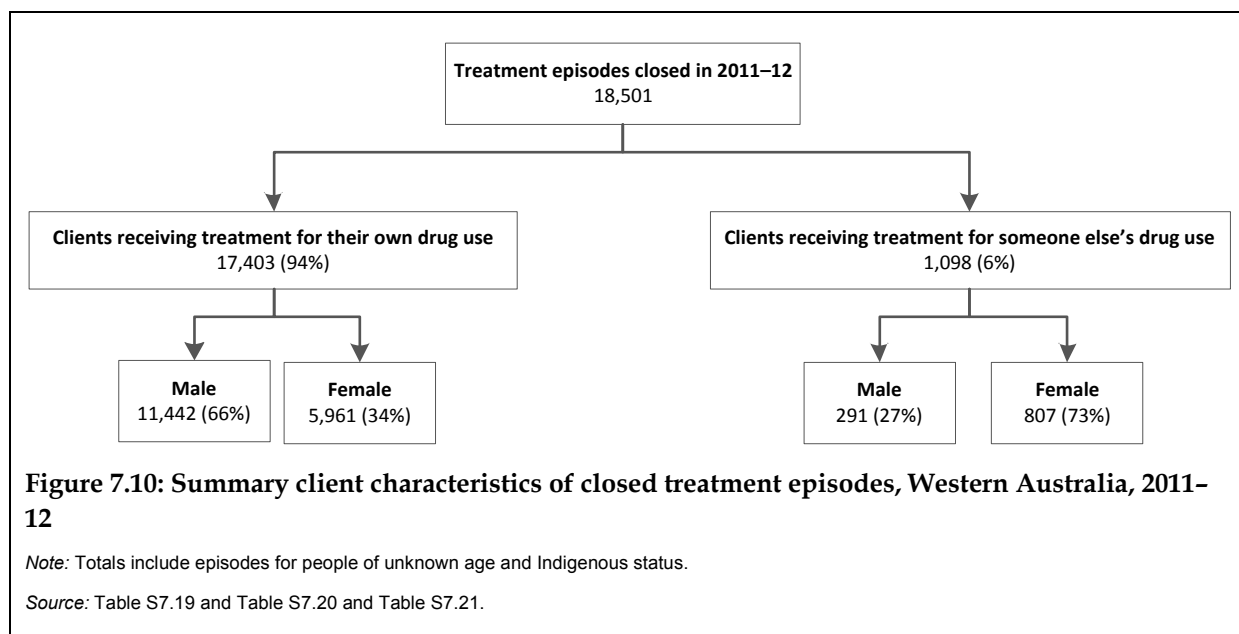 Treatment episodes closed in 2011–12
18,501
Clients receiving treatment for their own drug use
17,403 (94%)
Clients receiving treatment for someone else’s drug use
1,098 (6%)
Male
11,442 (66%)
Female
5,961 (34%)
Male
291 (27%)
Female
807 (73%)
Figure 7.10: Summary client characteristics of closed treatment episodes, Western Australia, 2011–
12
Note: Totals include episodes for people of unknown age and Indigenous status.
Source: Table S7.19 and Table S7.20 and Table S7.21.